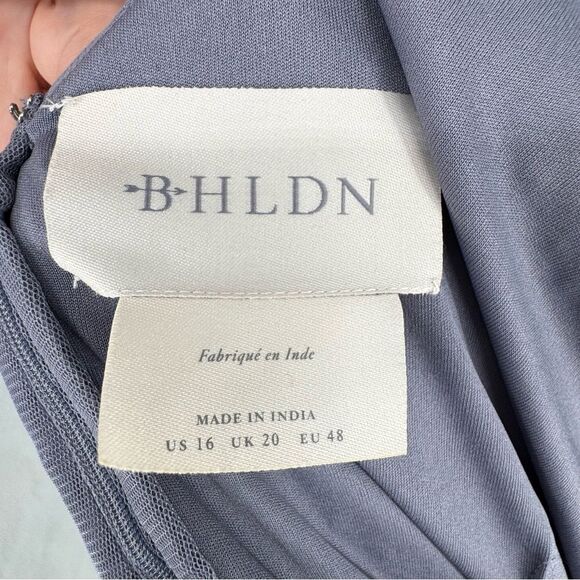 BHLDN
Fabriqué en Inde
MADE IN INDIA
US 16 UK 20 EU 48